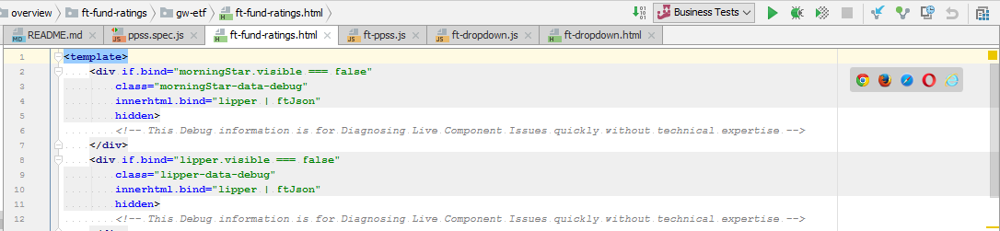 overview ft-fund-ratings gw-etf ft-fund-ratings.html Business Tests
README.md ppss.spec.js ft-fund-ratings.html ft-ppss.js ft-dropdown.js ft-dropdown.html
1 <template>
2 <div if.bind="morningStar.visible === false"
3 class="morningStar-data-debug"
4 innerhtml.bind="lipper | ftJson"
5 hidden>
6 <!-- This Debug information is for Diagnosing Live Component Issues quickly without technical expertise -->
7 </div>
8 <div if.bind="lipper.visible === false"
9 class="lipper-data-debug"
10 innerhtml.bind="lipper | ftJson"
11 hidden>
12 <!-- This Debug information is for Diagnosing Live Component Issues quickly without technical expertise -->